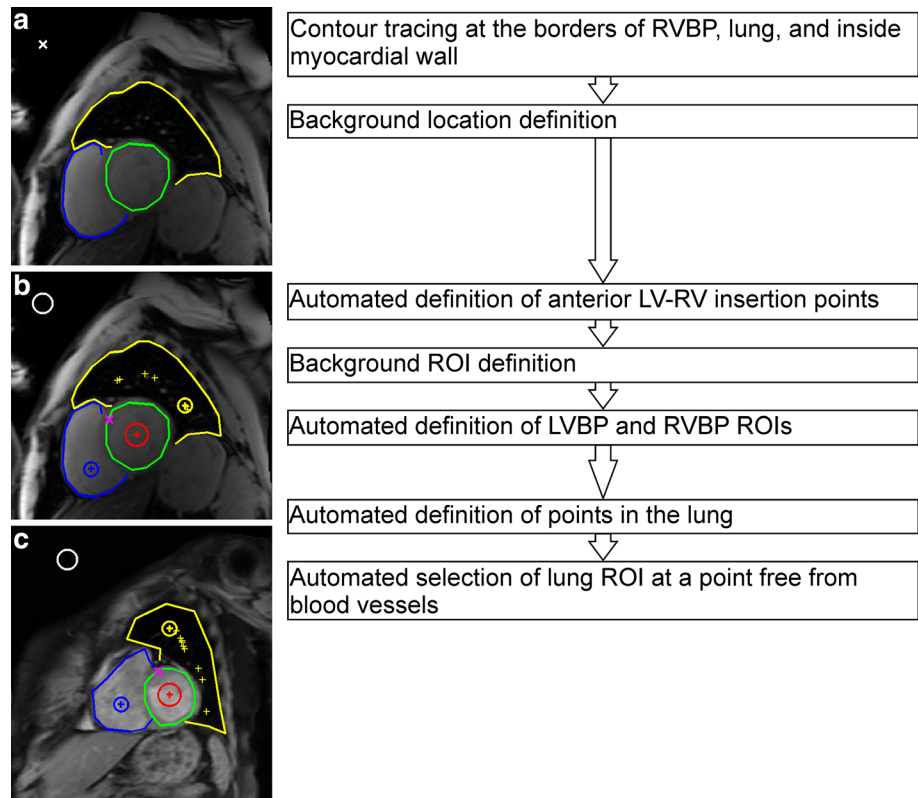 a
Contour tracing at the borders of RVBP, lung, and inside
myocardial wall
Background location definition
b
Automated definition of anterior LV-RV insertion points
Background ROI definition
Automated definition of LVBP and RVBP ROIs
Automated definition of points in the lung
c
Automated selection of lung ROI at a point free from
blood vessels